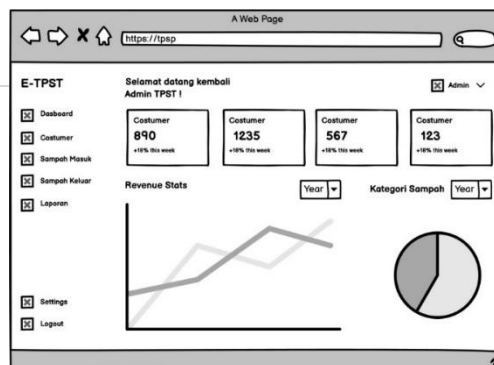 A Web Page
https://tpsp
E-TPST
Selamat datang kembali
Admin TPST !
Admin
Dasboard
Costumer
Sampah Masuk
Sampah Keluar
Laporan
Settings
Logout
Costumer
890
+18% this week
Costumer
1235
+18% this week
Costumer
567
+18% this week
Costumer
123
+18% this week
Revenue Stats
Year
Kategori Sampah
Year